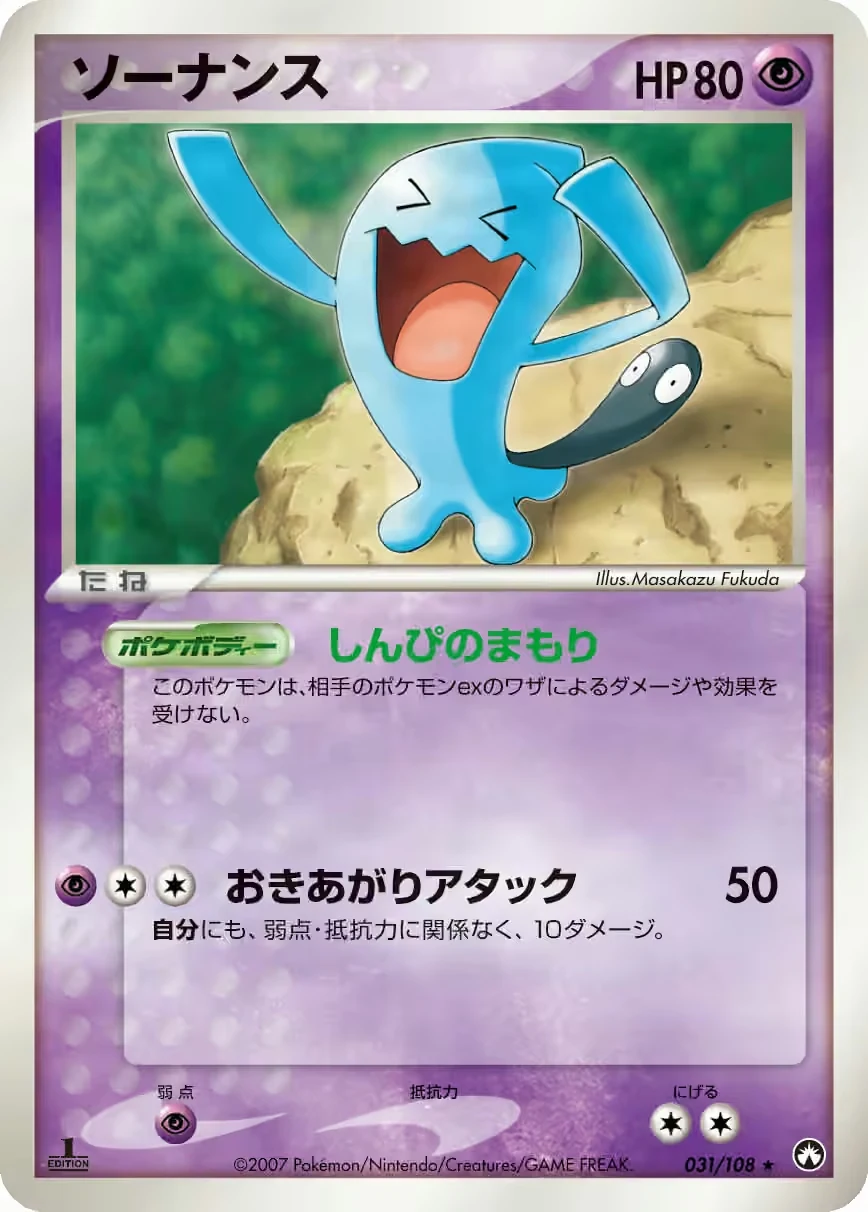 ソーナンス HP80
たね Illus.Masakazu Fukuda
ポケボディー しんぴのまもり
このポケモンは、相手のポケモンexのワザによるダメージや効果を
受けない。
おきあがりアタック 50
自分にも、弱点・抵抗力に関係なく、10ダメージ。
弱点 抵抗力 にげる
1 EDITION
©2007 Pokémon/Nintendo/Creatures/GAME FREAK. 031/108 ★